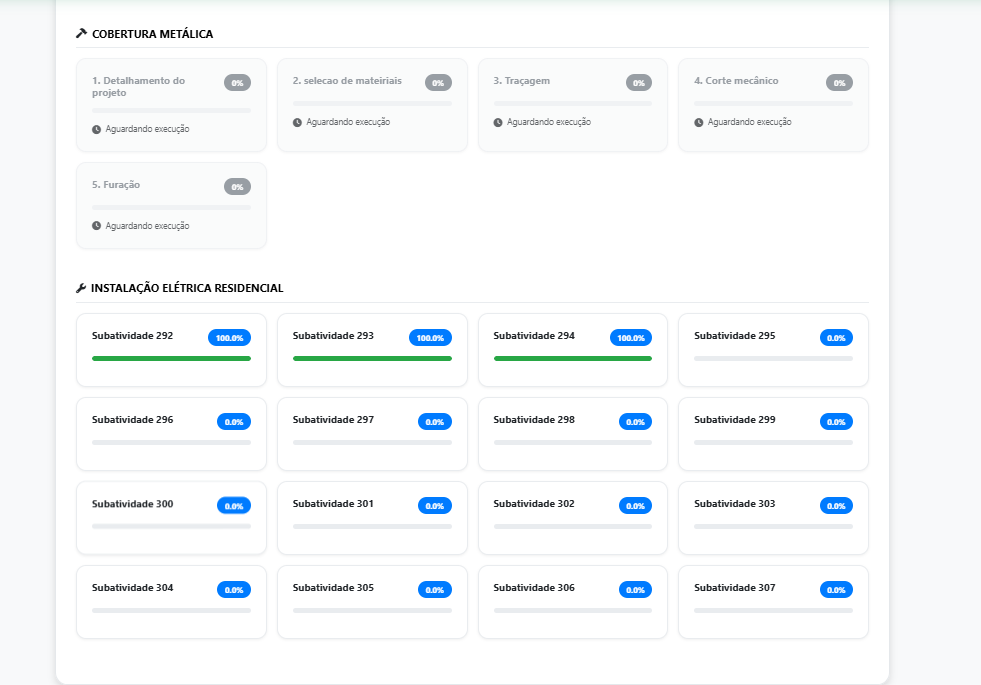 COBERTURA METÁLICA
1. Detalhamento do
projeto
0%
Aguardando execução
2. selecao de mateiriais
0%
Aguardando execução
3. Traçagem
0%
Aguardando execução
4. Corte mecânico
0%
Aguardando execução
5. Furação
0%
Aguardando execução
INSTALAÇÃO ELÉTRICA RESIDENCIAL
Subatividade 292
100.0%
Subatividade 293
100.0%
Subatividade 294
100.0%
Subatividade 295
0.0%
Subatividade 296
0.0%
Subatividade 297
0.0%
Subatividade 298
0.0%
Subatividade 299
0.0%
Subatividade 300
0.0%
Subatividade 301
0.0%
Subatividade 302
0.0%
Subatividade 303
0.0%
Subatividade 304
0.0%
Subatividade 305
0.0%
Subatividade 306
0.0%
Subatividade 307
0.0%